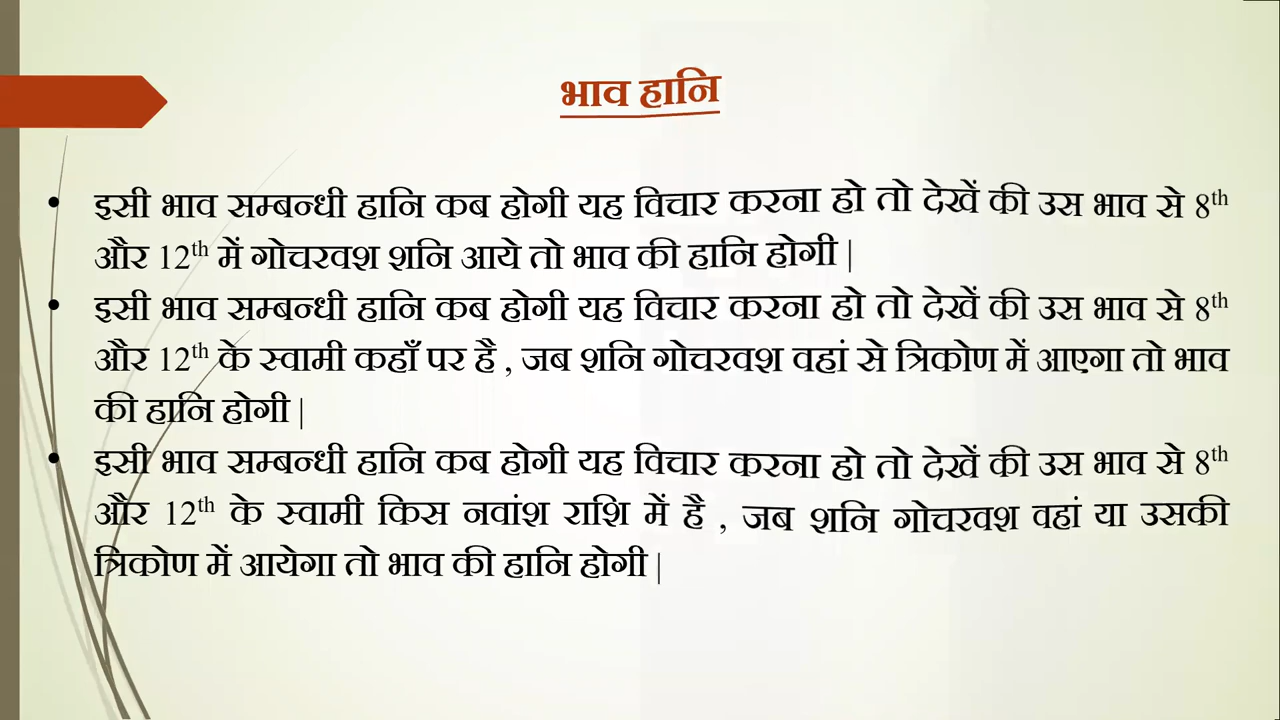 भाव हानि
• इसी भाव सम्बन्धी हानि कब होगी यह विचार करना हो तो देखें की उस भाव से 8th
और 12th में गोचरवश शनि आये तो भाव की हानि होगी |
• इसी भाव सम्बन्धी हानि कब होगी यह विचार करना हो तो देखें की उस भाव से 8th
और 12th के स्वामी कहाँ पर है , जब शनि गोचरवश वहां से त्रिकोण में आएगा तो भाव
की हानि होगी |
• इसी भाव सम्बन्धी हानि कब होगी यह विचार करना हो तो देखें की उस भाव से 8th
और 12th के स्वामी किस नवांश राशि में है , जब शनि गोचरवश वहां या उसकी
त्रिकोण में आयेगा तो भाव की हानि होगी |